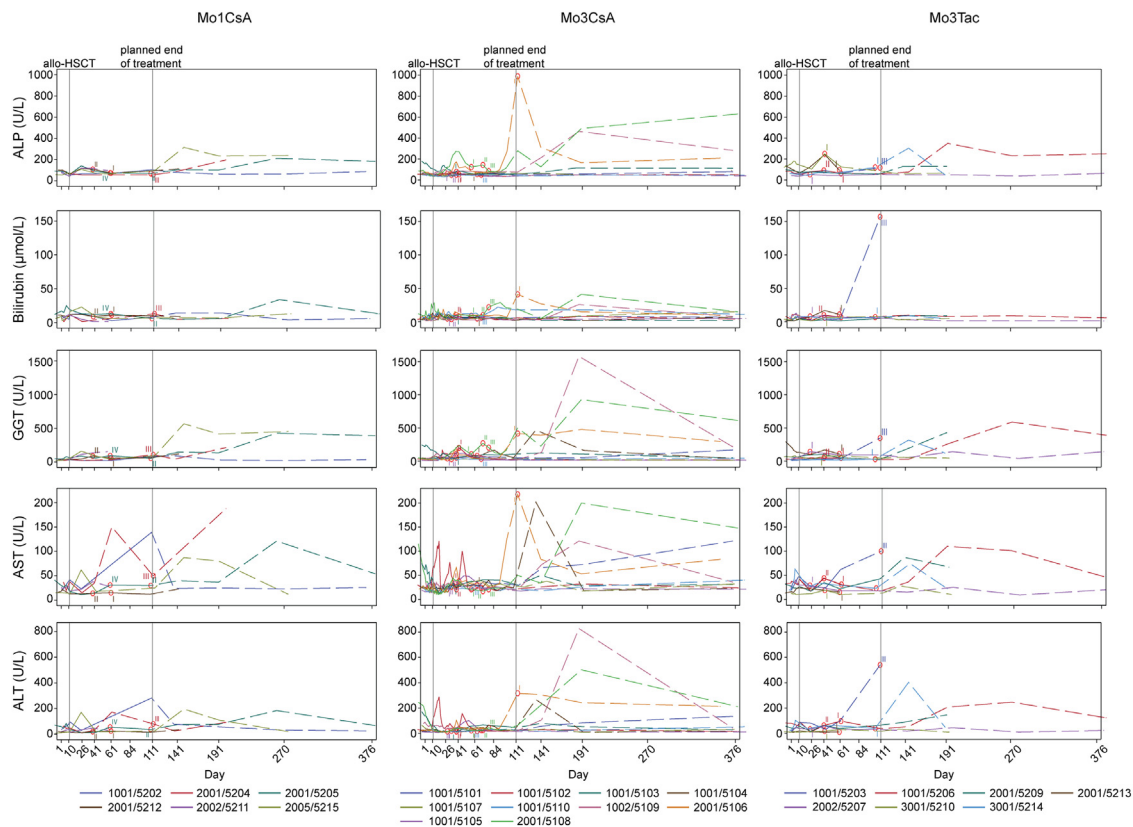 Mo1CsA Mo3CsA Mo3Tac
allo-HSCT planned end of treatment allo-HSCT planned end of treatment allo-HSCT planned end of treatment
ALP (U/L)
1000
800
600
400
200
0
Bilirubin (µmol/L)
150
100
50
0
GGT (U/L)
1500
1000
500
0
AST (U/L)
200
150
100
50
0
ALT (U/L)
800
600
400
200
0
1 10 26 41 61 84 111 141 191 270 376
1 10 26 41 61 84 111 141 191 270 376
1 10 26 41 61 84 111 141 191 270 376
Day Day Day
1001/5202 2001/5204 2001/5205
2001/5212 2002/5211 2005/5215
1001/5101 1001/5102 1001/5103 1001/5104
1001/5107 1001/5110 1002/5109 2001/5106
1001/5105 2001/5108
1001/5203 1001/5206 2001/5209 2001/5213
2002/5207 3001/5210 3001/5214